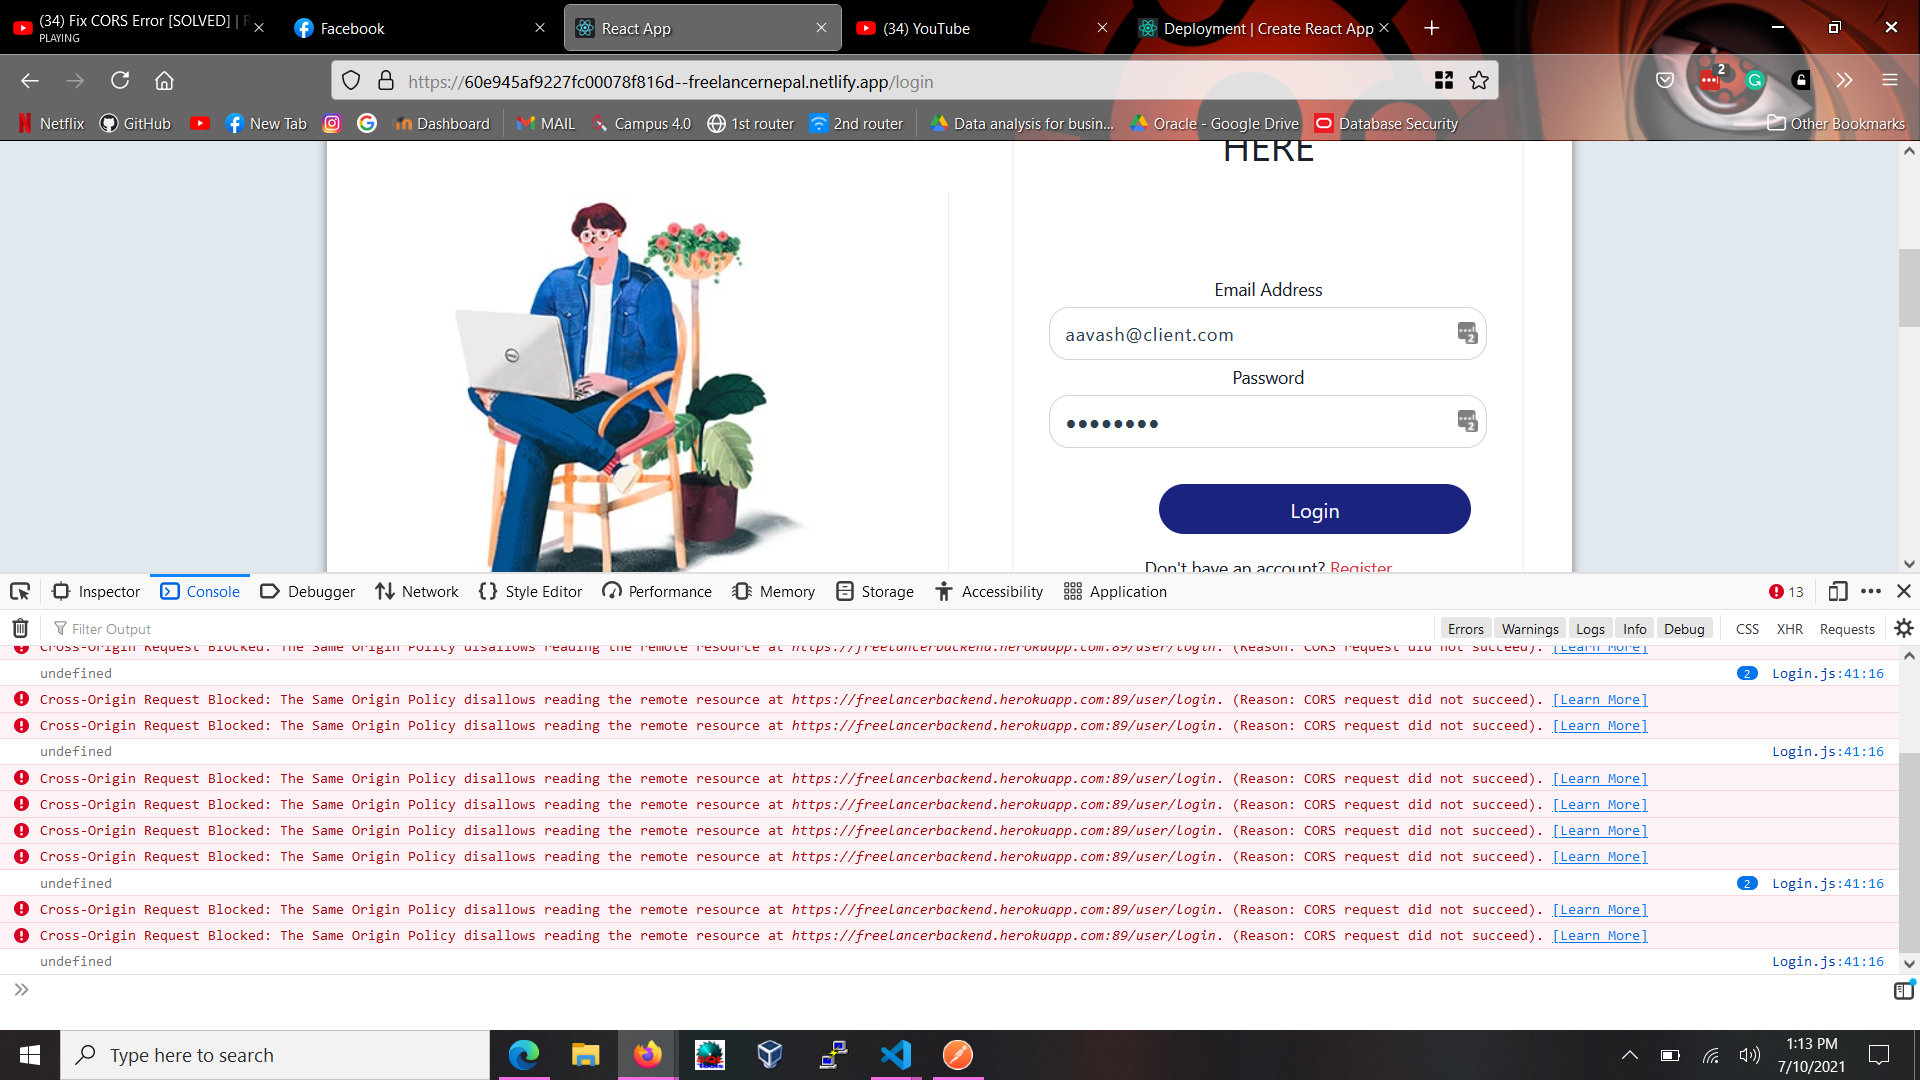 (34) Fix CORS Error [SOLVED] | R
PLAYING
Facebook
React App
(34) YouTube
Deployment | Create React App
https://60e945af9227fc00078f816d--freelancernepal.netlify.app/login
2
Netflix
GitHub
New Tab
Dashboard
MAIL
Campus 4.0
1st router
2nd router
Data analysis for busin...
Oracle - Google Drive
Database Security
Other Bookmarks
HERE
Email Address
aavash@client.com
2
Password
••••••••
2
Login
Don't have an account? Register
Inspector
Console
Debugger
Network
Style Editor
Performance
Memory
Storage
Accessibility
Application
13
Filter Output
Errors
Warnings
Logs
Info
Debug
CSS
XHR
Requests
Cross-Origin Request Blocked: The Same Origin Policy disallows reading the remote resource at https://freelancerbackend.herokuapp.com:89/user/login. (Reason: CORS request did not succeed). [Learn More]
undefined 2 Login.js:41:16
Cross-Origin Request Blocked: The Same Origin Policy disallows reading the remote resource at https://freelancerbackend.herokuapp.com:89/user/login. (Reason: CORS request did not succeed). [Learn More]
Cross-Origin Request Blocked: The Same Origin Policy disallows reading the remote resource at https://freelancerbackend.herokuapp.com:89/user/login. (Reason: CORS request did not succeed). [Learn More]
undefined Login.js:41:16
Cross-Origin Request Blocked: The Same Origin Policy disallows reading the remote resource at https://freelancerbackend.herokuapp.com:89/user/login. (Reason: CORS request did not succeed). [Learn More]
Cross-Origin Request Blocked: The Same Origin Policy disallows reading the remote resource at https://freelancerbackend.herokuapp.com:89/user/login. (Reason: CORS request did not succeed). [Learn More]
Cross-Origin Request Blocked: The Same Origin Policy disallows reading the remote resource at https://freelancerbackend.herokuapp.com:89/user/login. (Reason: CORS request did not succeed). [Learn More]
Cross-Origin Request Blocked: The Same Origin Policy disallows reading the remote resource at https://freelancerbackend.herokuapp.com:89/user/login. (Reason: CORS request did not succeed). [Learn More]
undefined 2 Login.js:41:16
Cross-Origin Request Blocked: The Same Origin Policy disallows reading the remote resource at https://freelancerbackend.herokuapp.com:89/user/login. (Reason: CORS request did not succeed). [Learn More]
Cross-Origin Request Blocked: The Same Origin Policy disallows reading the remote resource at https://freelancerbackend.herokuapp.com:89/user/login. (Reason: CORS request did not succeed). [Learn More]
undefined Login.js:41:16
Type here to search
1:13 PM
7/10/2021